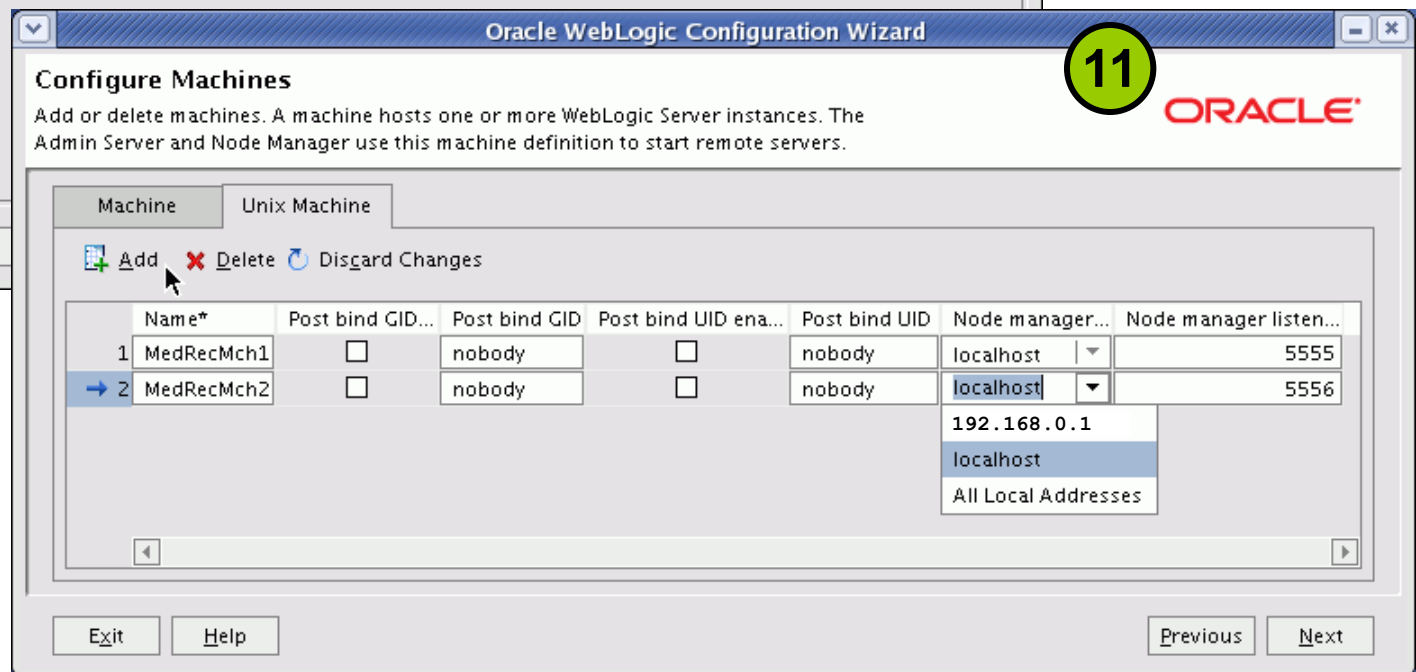 Oracle WebLogic Configuration Wizard
11
Configure Machines
Add or delete machines. A machine hosts one or more WebLogic Server instances. The
Admin Server and Node Manager use this machine definition to start remote servers.
ORACLE
Machine Unix Machine
Add Delete Discard Changes
Name* Post bind GID... Post bind GID Post bind UID ena... Post bind UID Node manager... Node manager listen...
1 MedRecMch1 nobody nobody localhost 5555
2 MedRecMch2 nobody nobody localhost 5556
192.168.0.1
localhost
All Local Addresses
Exit Help Previous Next